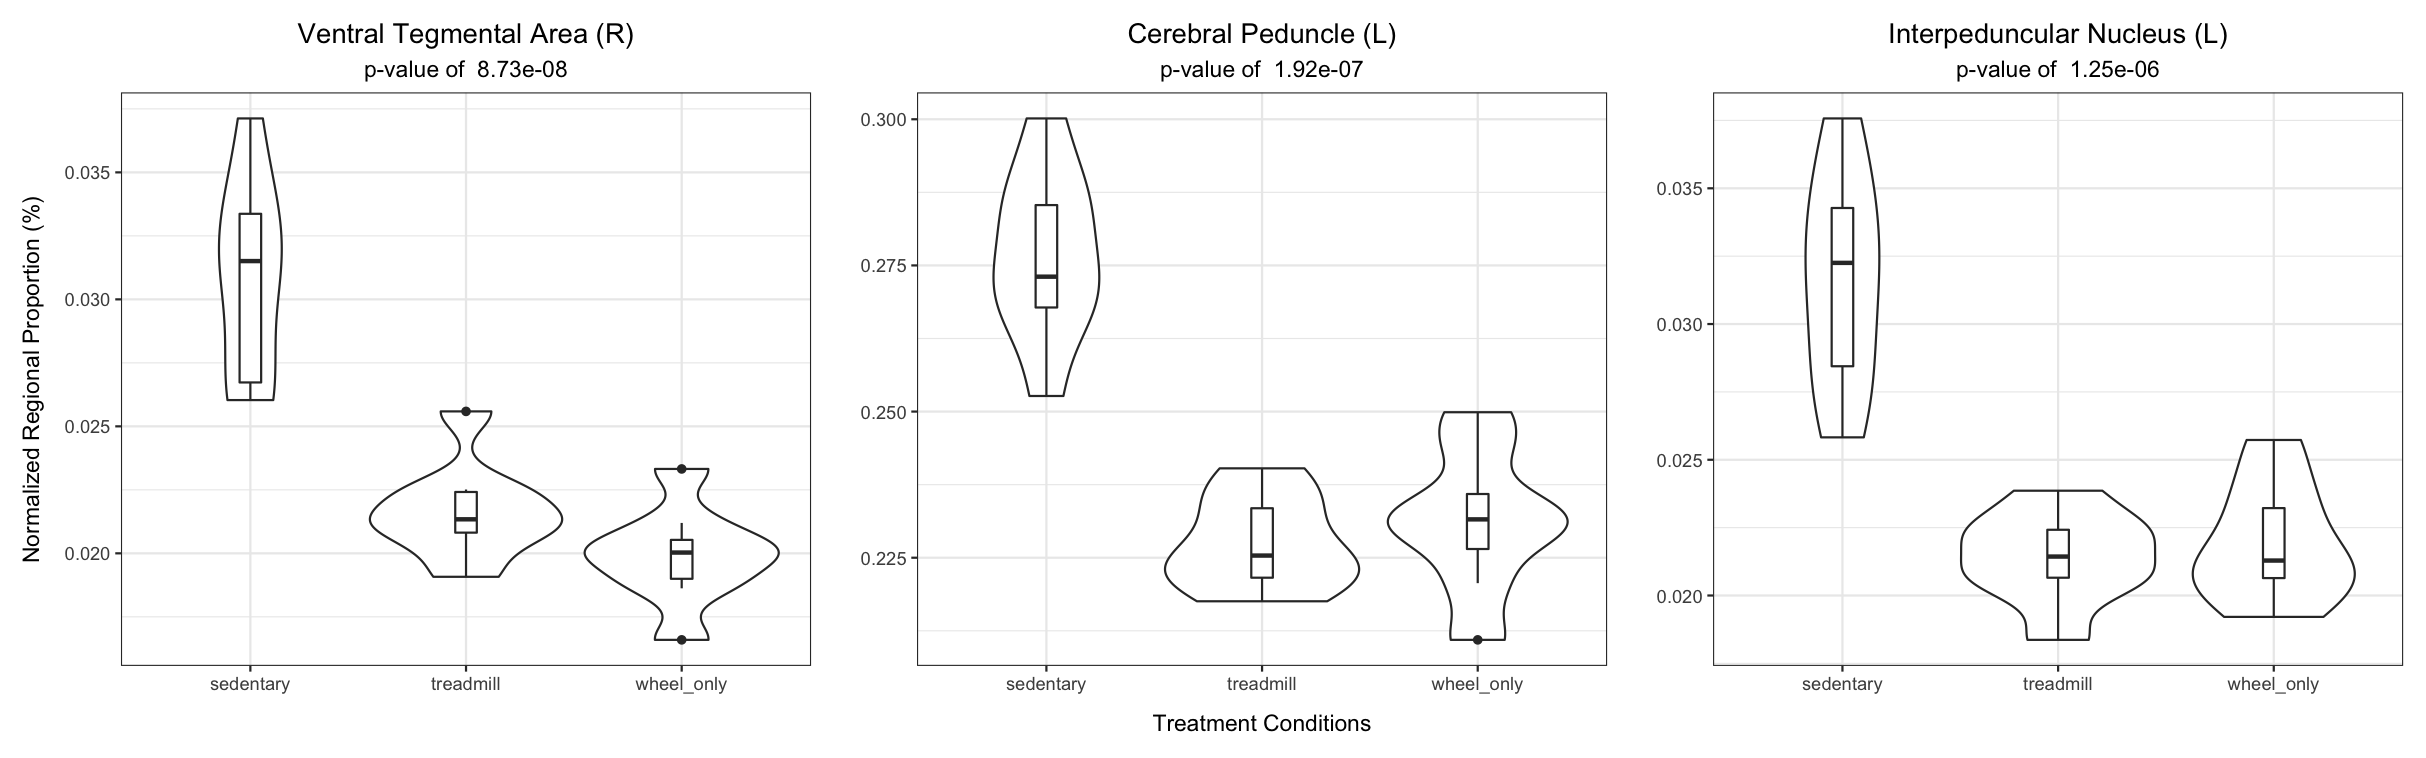 Ventral Tegmental Area (R)
p-value of  8.73e-08
Normalized Regional Proportion (%)
0.035
0.030
0.025
0.020
sedentary
treadmill
wheel_only
Cerebral Peduncle (L)
p-value of  1.92e-07
0.300
0.275
0.250
0.225
sedentary
treadmill
wheel_only
Interpeduncular Nucleus (L)
p-value of  1.25e-06
0.035
0.030
0.025
0.020
sedentary
treadmill
wheel_only
Treatment Conditions